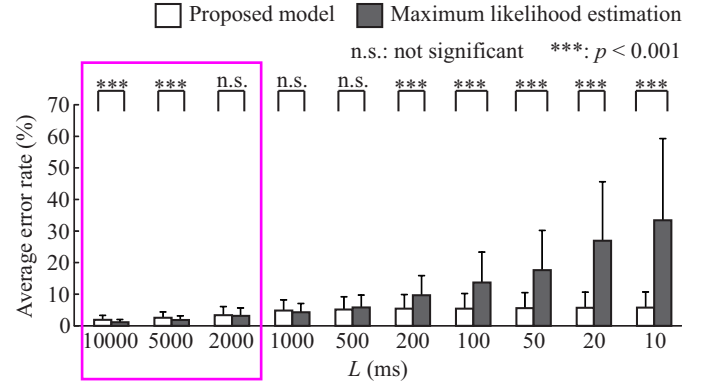 Proposed model Maximum likelihood estimation
n.s.: not significant ***: p < 0.001
*** *** n.s. n.s. n.s. *** *** *** *** ***
70
60
50
40
30
20
10
0
Average error rate (%)
10000 5000 2000 1000 500 200 100 50 20 10
L (ms)